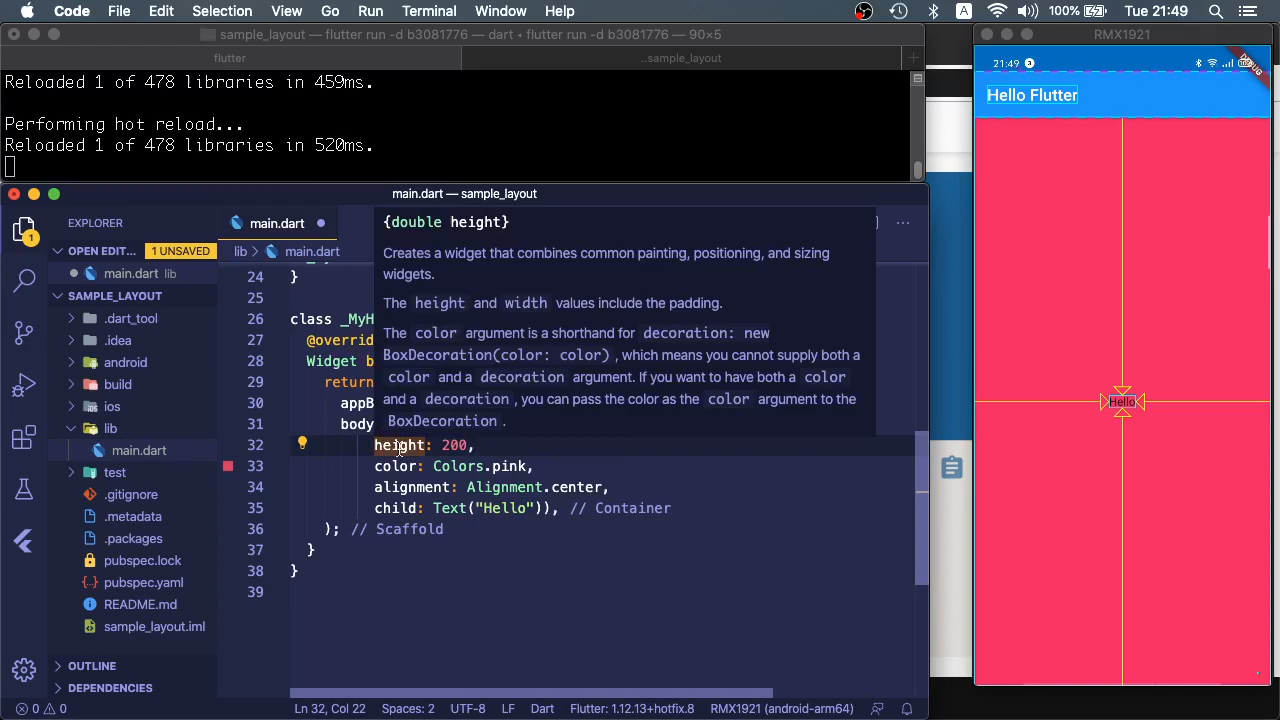 Code File Edit Selection View Go Run Terminal Window Help A 100% Tue 21:49
sample_layout — flutter run -d b3081776 — dart ◂ flutter run -d b3081776 — 90×5
flutter
..sample_layout
Reloaded 1 of 478 libraries in 459ms.
Performing hot reload...
Reloaded 1 of 478 libraries in 520ms.
main.dart — sample_layout
EXPLORER
OPEN EDIT... 1 UNSAVED
main.dart lib
SAMPLE_LAYOUT
.dart_tool
.idea
android
build
ios
lib
main.dart
test
.gitignore
.metadata
.packages
pubspec.lock
pubspec.yaml
README.md
sample_layout.iml
OUTLINE
DEPENDENCIES
1
main.dart
lib > main.dart
{double height}
Creates a widget that combines common painting, positioning, and sizing
widgets.
The height and width values include the padding.
The color argument is a shorthand for decoration: new
BoxDecoration(color: color), which means you cannot supply both a
color and a decoration argument. If you want to have both a color
and a decoration, you can pass the color as the color argument to the
BoxDecoration.
24 }
25
26 class _MyH
27 @overrid
28 Widget b
29 return
30 appB
31 body
32 height: 200,
33 color: Colors.pink,
34 alignment: Alignment.center,
35 child: Text("Hello")), // Container
36 ); // Scaffold
37 }
38 }
39
0 0 Ln 32, Col 22 Spaces: 2 UTF-8 LF Dart Flutter: 1.12.13+hotfix.8 RMX1921 (android-arm64)
RMX1921
21:49 3
DEBUG
Hello Flutter
Hello